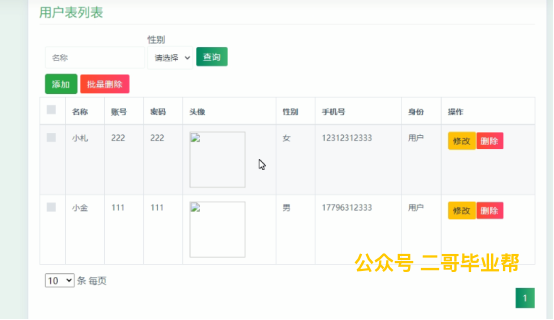 用户表列表
性别
名称 请选择 查询
添加 批量删除
名称 账号 密码 头像 性别 手机号 身份 操作
小札 222 222 女 12312312333 用户 修改 删除
小金 111 111 男 17796312333 用户 修改 删除
公众号 二哥毕业帮
10 条 每页
1